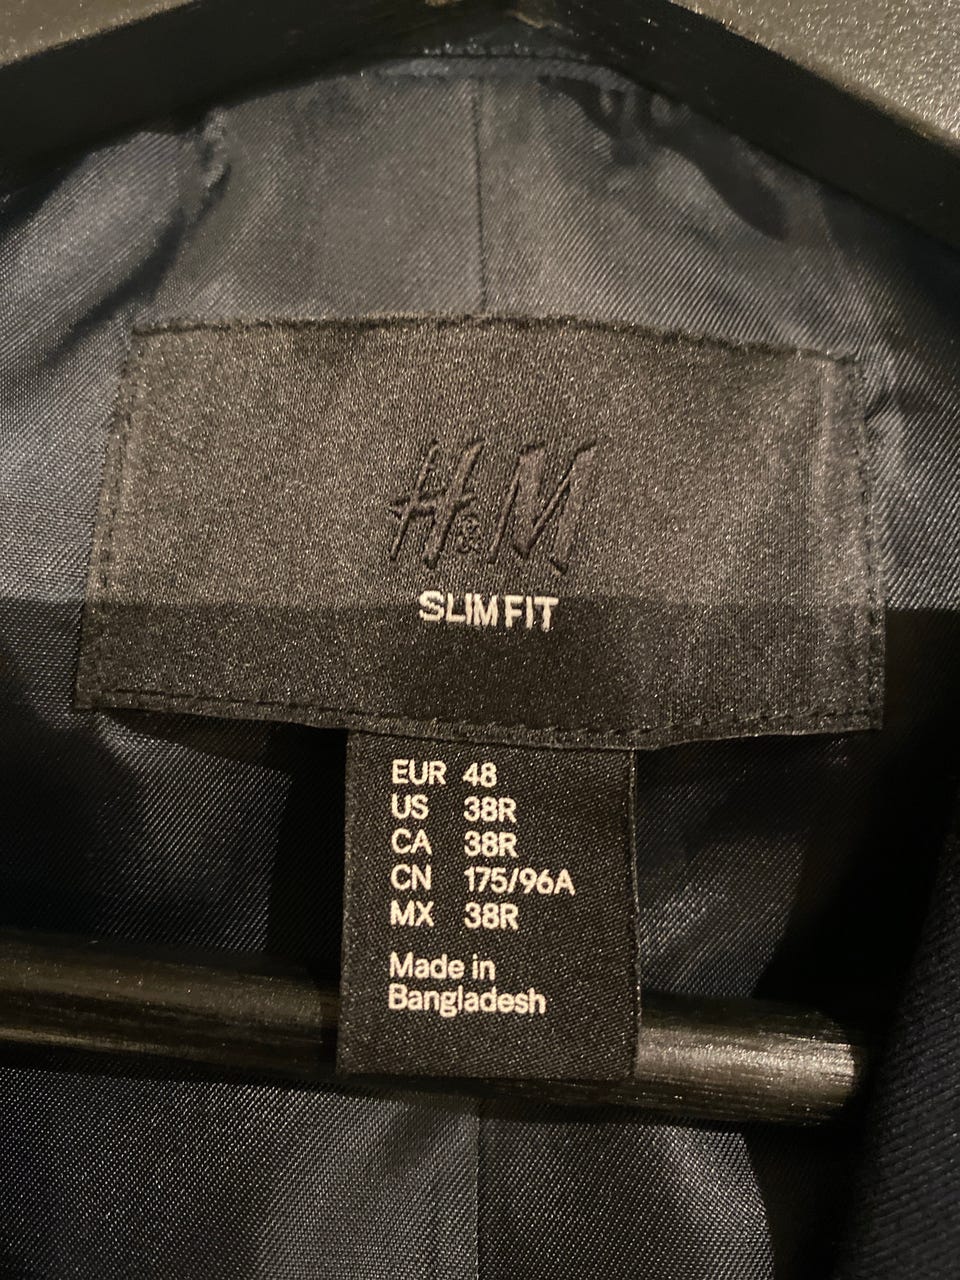 H&M
SLIM FIT
EUR 48
US 38R
CA 38R
CN 175/96A
MX 38R
Made in
Bangladesh